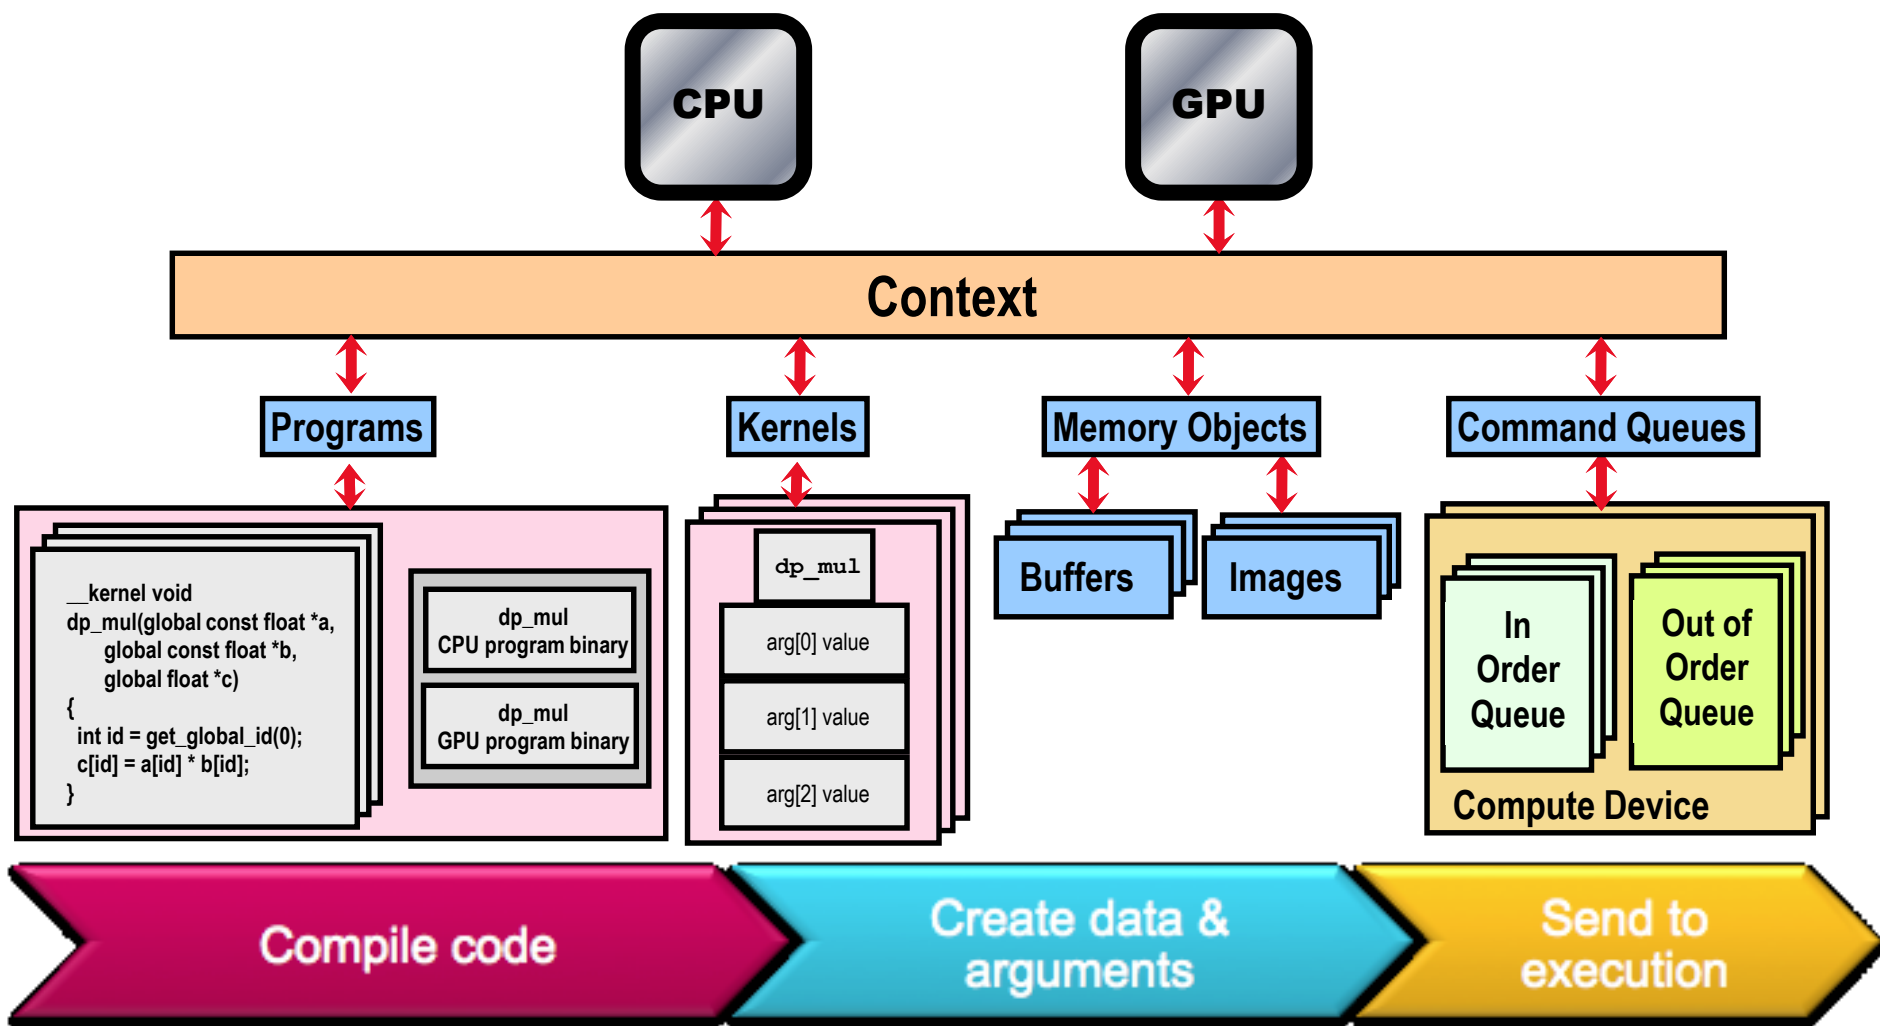 CPU
GPU
Context
Programs
Kernels
Memory Objects
Command Queues
__kernel void
dp_mul(global const float *a,
global const float *b,
global float *c)
{
int id = get_global_id(0);
c[id] = a[id] * b[id];
}
dp_mul
CPU program binary
dp_mul
GPU program binary
dp_mul
arg[0] value
arg[1] value
arg[2] value
Buffers
Images
In
Order
Queue
Out of
Order
Queue
Compute Device
Compile code
Create data &
arguments
Send to
execution